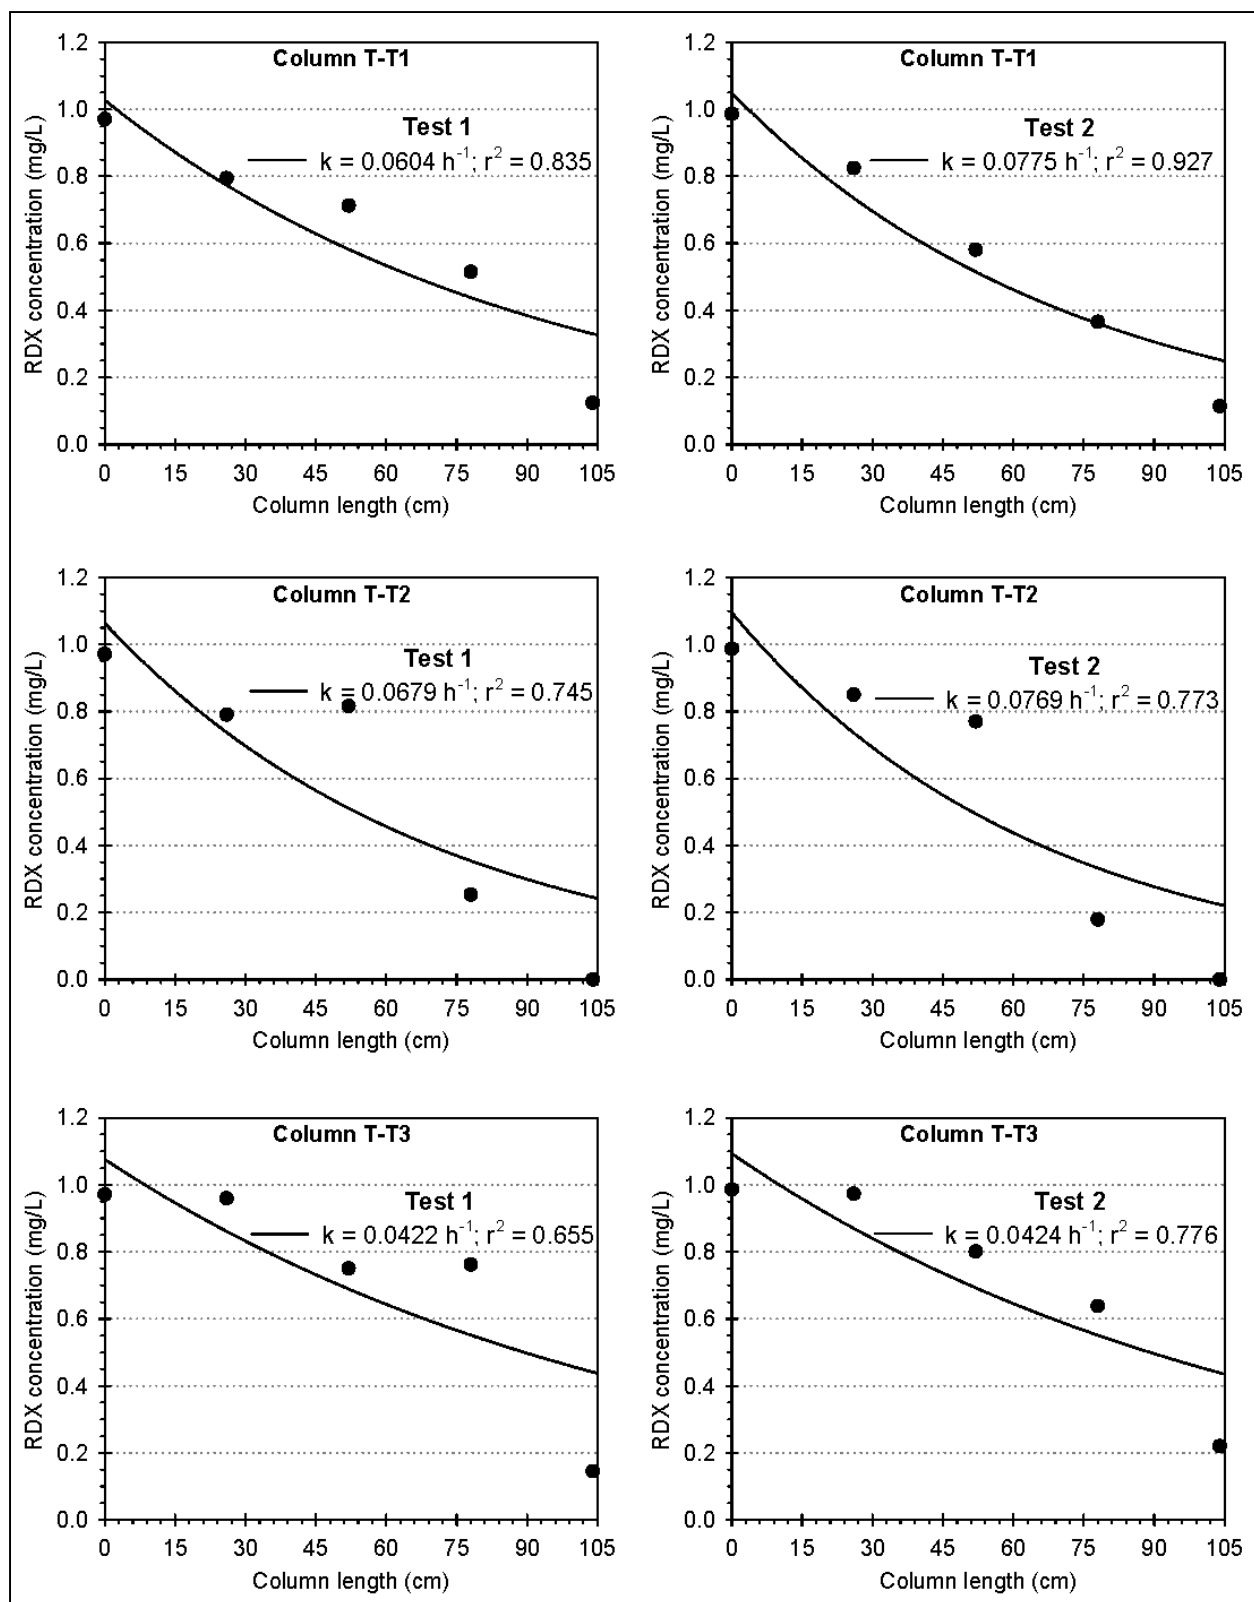 Column T-T1
Test 1
k = 0.0604 h⁻¹; r² = 0.835
RDX concentration (mg/L)
1.2
1.0
0.8
0.6
0.4
0.2
0.0
0 15 30 45 60 75 90 105
Column length (cm)
Column T-T1
Test 2
k = 0.0775 h⁻¹; r² = 0.927
RDX concentration (mg/L)
1.2
1.0
0.8
0.6
0.4
0.2
0.0
0 15 30 45 60 75 90 105
Column length (cm)
Column T-T2
Test 1
k = 0.0679 h⁻¹; r² = 0.745
RDX concentration (mg/L)
1.2
1.0
0.8
0.6
0.4
0.2
0.0
0 15 30 45 60 75 90 105
Column length (cm)
Column T-T2
Test 2
k = 0.0769 h⁻¹; r² = 0.773
RDX concentration (mg/L)
1.2
1.0
0.8
0.6
0.4
0.2
0.0
0 15 30 45 60 75 90 105
Column length (cm)
Column T-T3
Test 1
k = 0.0422 h⁻¹; r² = 0.655
RDX concentration (mg/L)
1.2
1.0
0.8
0.6
0.4
0.2
0.0
0 15 30 45 60 75 90 105
Column length (cm)
Column T-T3
Test 2
k = 0.0424 h⁻¹; r² = 0.776
RDX concentration (mg/L)
1.2
1.0
0.8
0.6
0.4
0.2
0.0
0 15 30 45 60 75 90 105
Column length (cm)